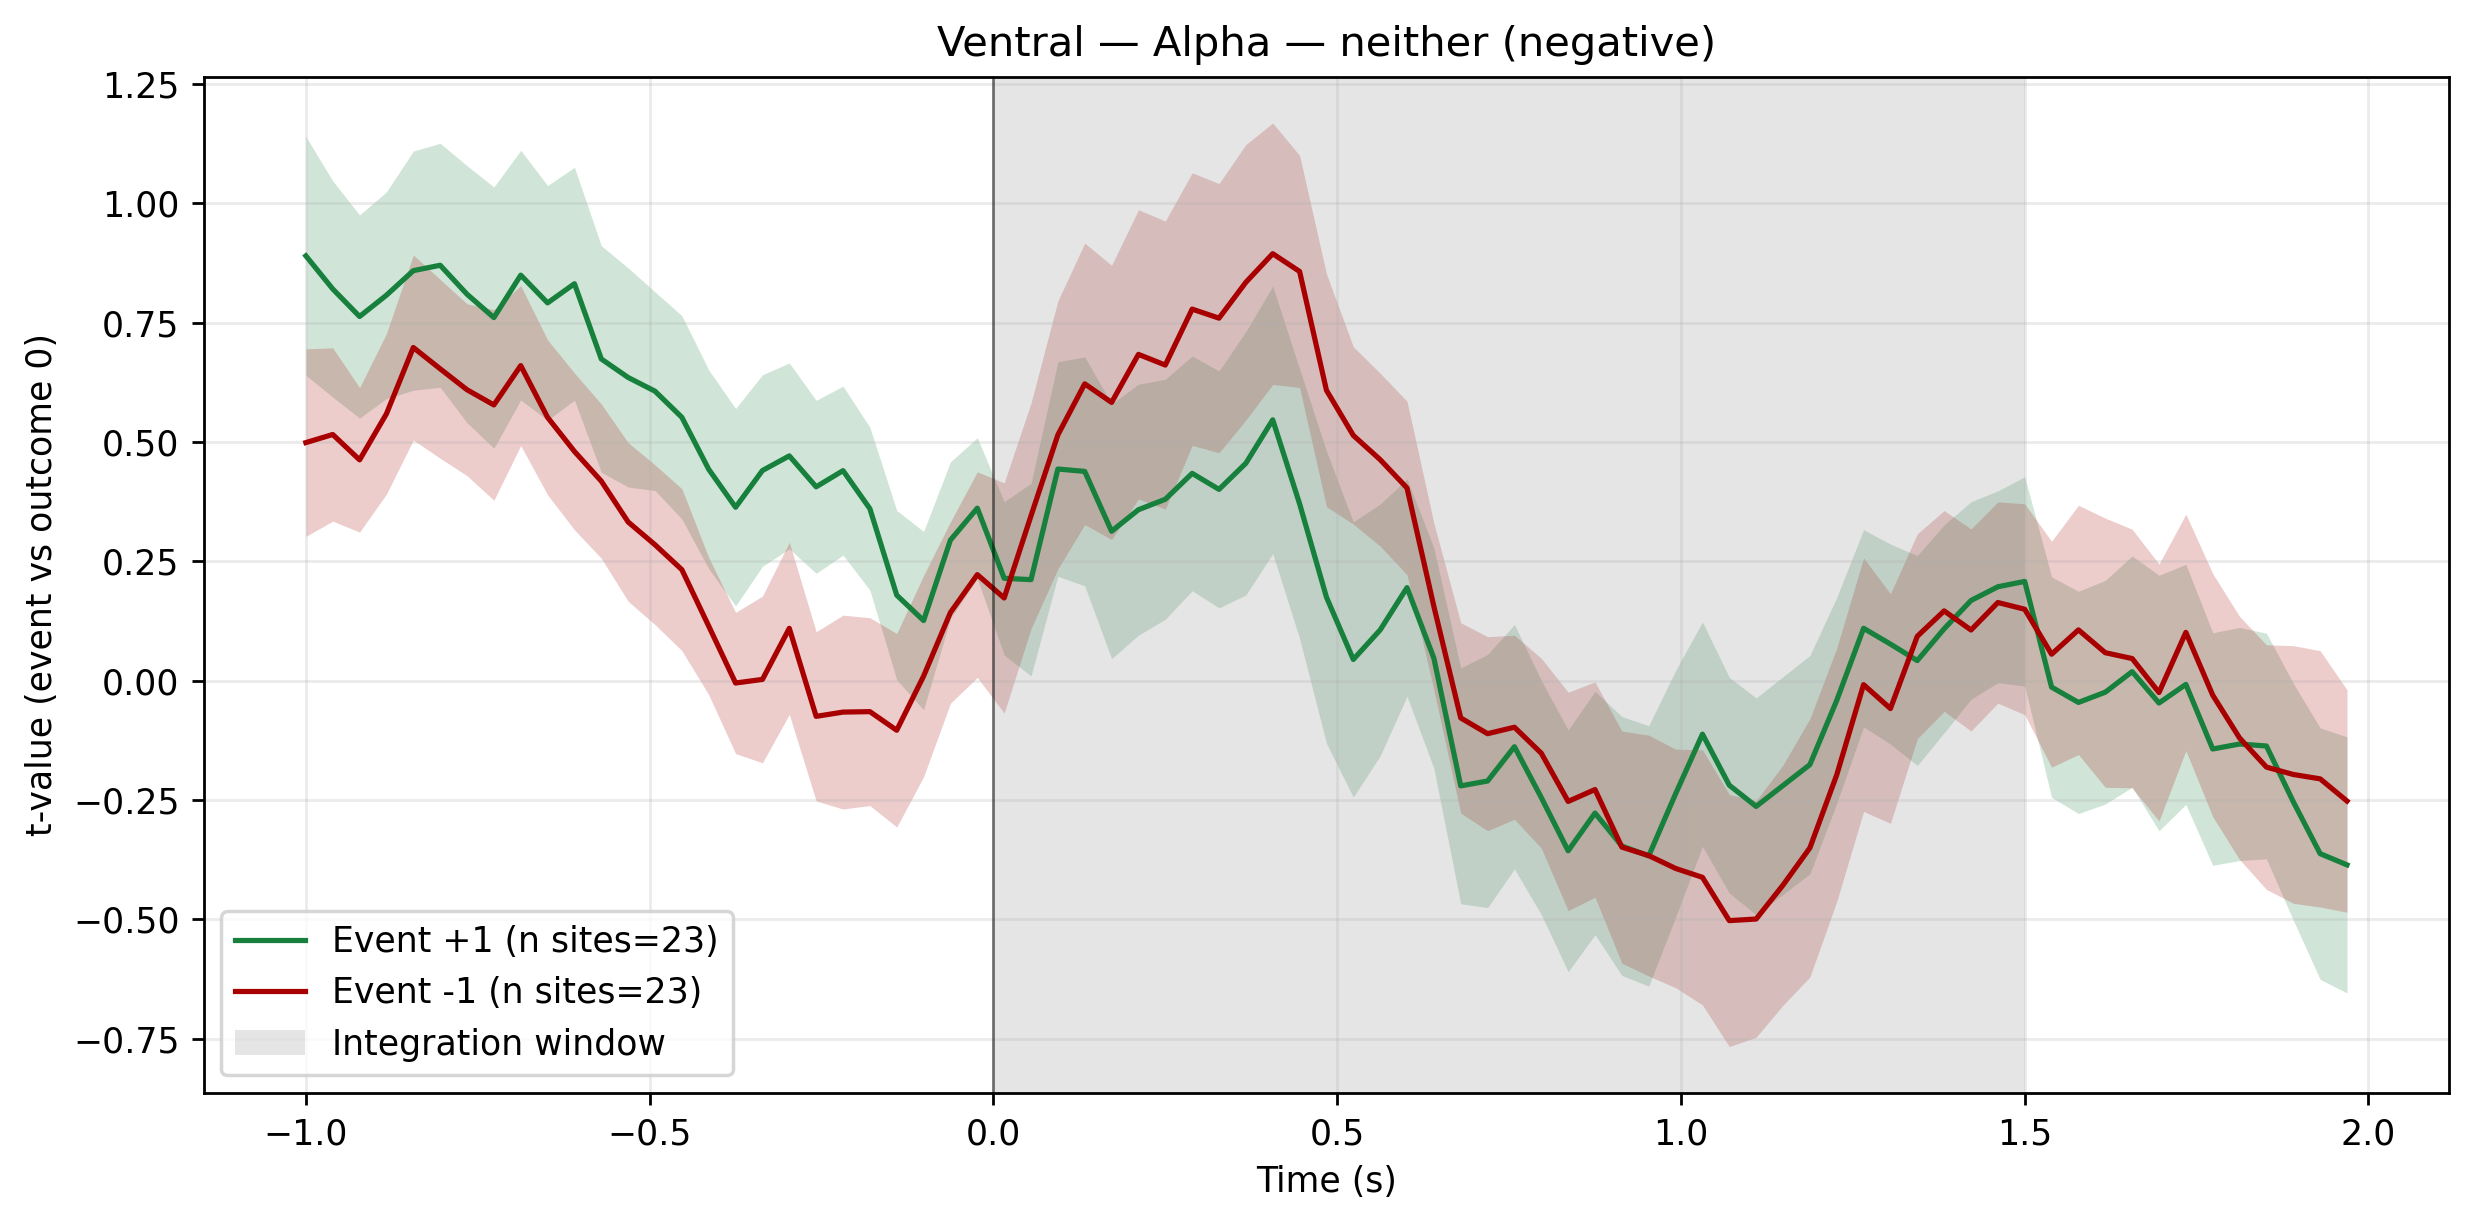 Ventral — Alpha — neither (negative)
t-value (event vs outcome 0)
1.25
1.00
0.75
0.50
0.25
0.00
−0.25
−0.50
−0.75
Event +1 (n sites=23)
Event -1 (n sites=23)
Integration window
−1.0 −0.5 0.0 0.5 1.0 1.5 2.0
Time (s)